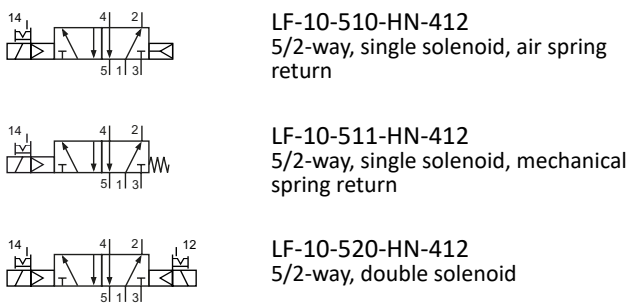 14 4 2
5 1 3
LF-10-510-HN-412
5/2-way, single solenoid, air spring
return
14 4 2
5 1 3
LF-10-511-HN-412
5/2-way, single solenoid, mechanical
spring return
14 4 2 12
5 1 3
LF-10-520-HN-412
5/2-way, double solenoid